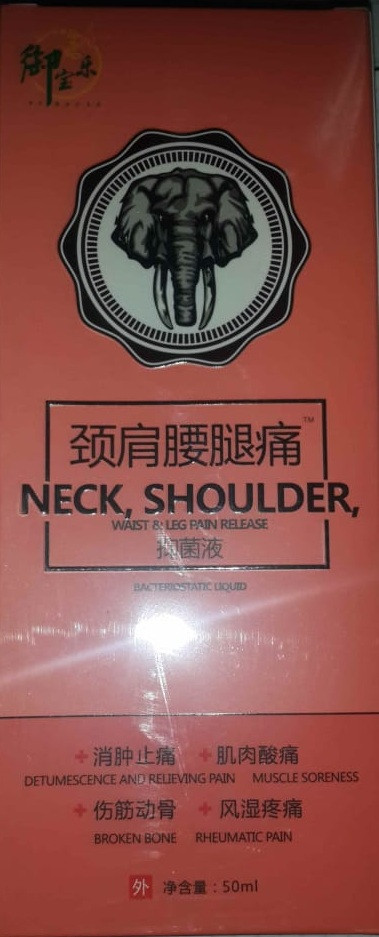 御宝乐
颈肩腰腿痛™
NECK, SHOULDER,
WAIST & LEG PAIN RELEASE
抑菌液
BACTERIOSTATIC LIQUID
+ 消肿止痛 + 肌肉酸痛
DETUMESCENCE AND RELIEVING PAIN MUSCLE SORENESS
+ 伤筋动骨 + 风湿疼痛
BROKEN BONE RHEUMATIC PAIN
外 净含量：50ml